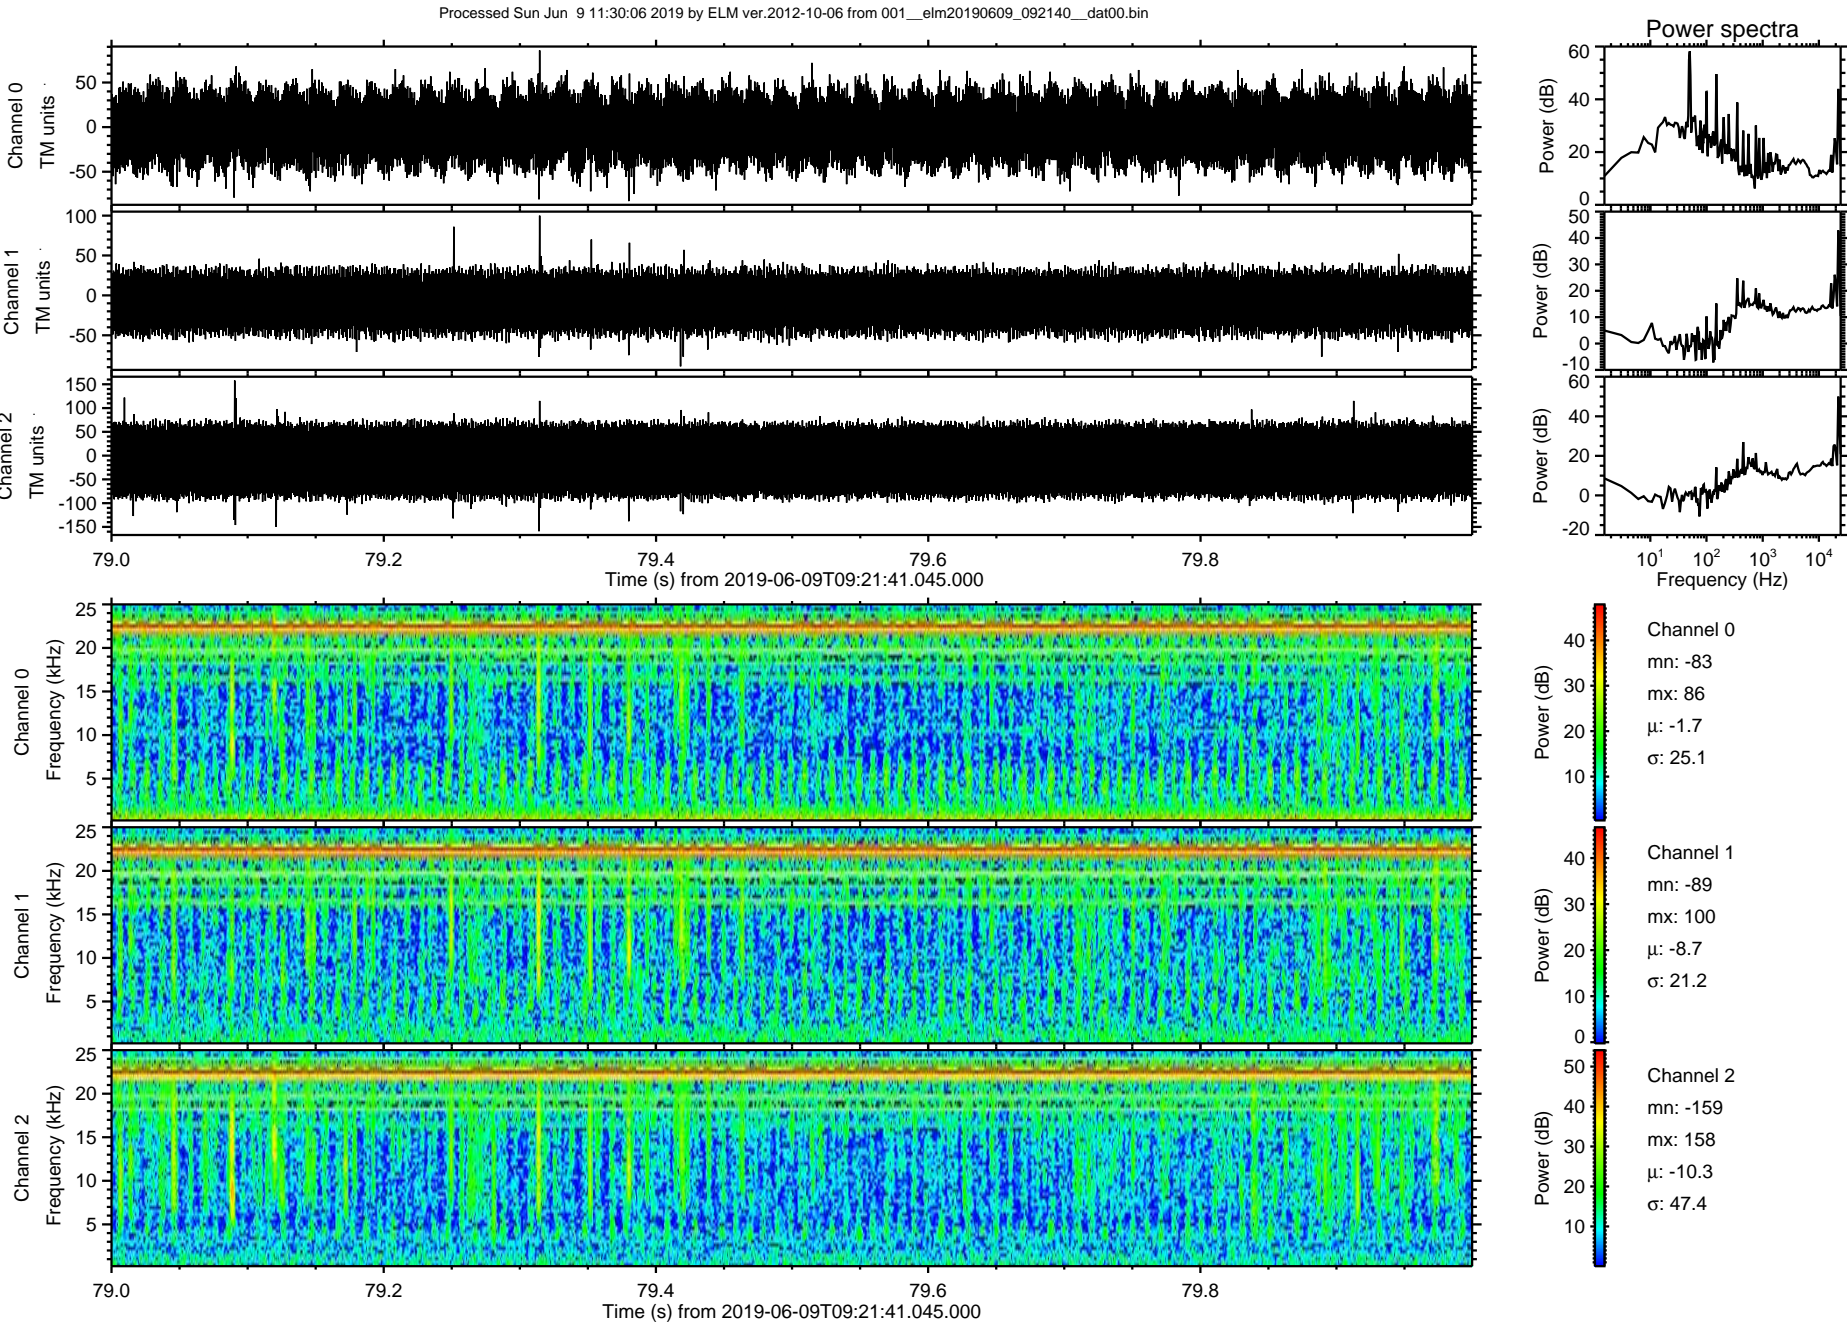 Processed Sun Jun  9 11:30:06 2019 by ELM ver.2012-10-06 from 001__elm20190609_092140__dat00.bin
Power spectra
Channel 0
TM units
50
0
-50
Power (dB)
60
40
20
0
Channel 1
TM units
100
50
0
-50
Power (dB)
50
40
30
20
10
0
-10
Channel 2
TM units
150
100
50
0
-50
-100
-150
Power (dB)
60
40
20
0
-20
79.0 79.2 79.4 79.6 79.8
Time (s) from 2019-06-09T09:21:41.045.000
10^1 10^2 10^3 10^4
Frequency (Hz)
Channel 0
Frequency (kHz)
25
20
15
10
5
Power (dB)
40
30
20
10
Channel 0
mn: -83
mx: 86
μ: -1.7
σ: 25.1
Channel 1
Frequency (kHz)
25
20
15
10
5
Power (dB)
40
30
20
10
0
Channel 1
mn: -89
mx: 100
μ: -8.7
σ: 21.2
Channel 2
Frequency (kHz)
25
20
15
10
5
Power (dB)
50
40
30
20
10
Channel 2
mn: -159
mx: 158
μ: -10.3
σ: 47.4
79.0 79.2 79.4 79.6 79.8
Time (s) from 2019-06-09T09:21:41.045.000